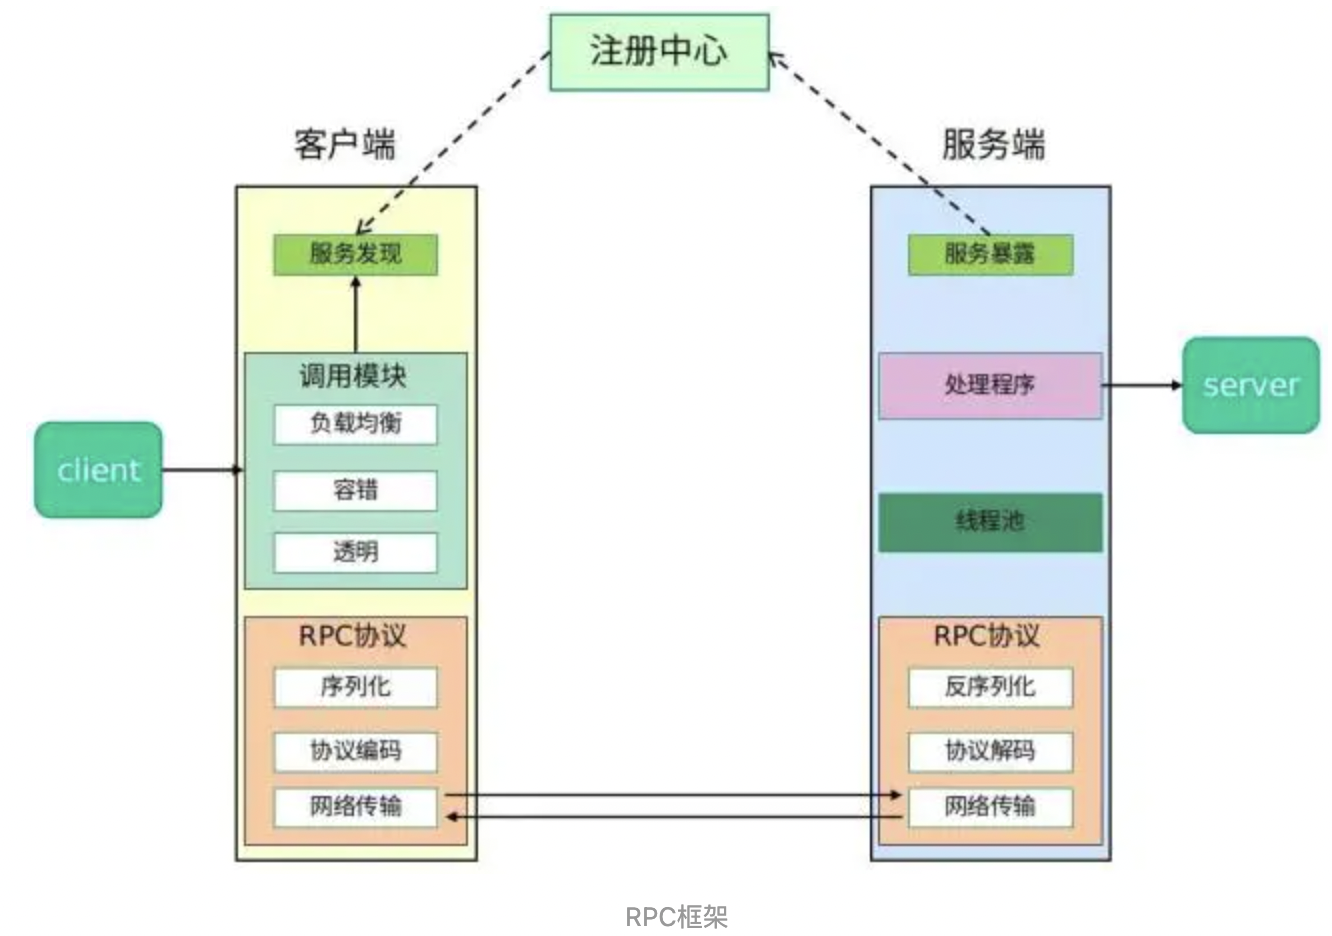 注册中心
客户端
服务端
服务发现
服务暴露
调用模块
负载均衡
容错
透明
client
处理程序
server
线程池
RPC协议
序列化
协议编码
网络传输
RPC协议
反序列化
协议解码
网络传输
RPC框架